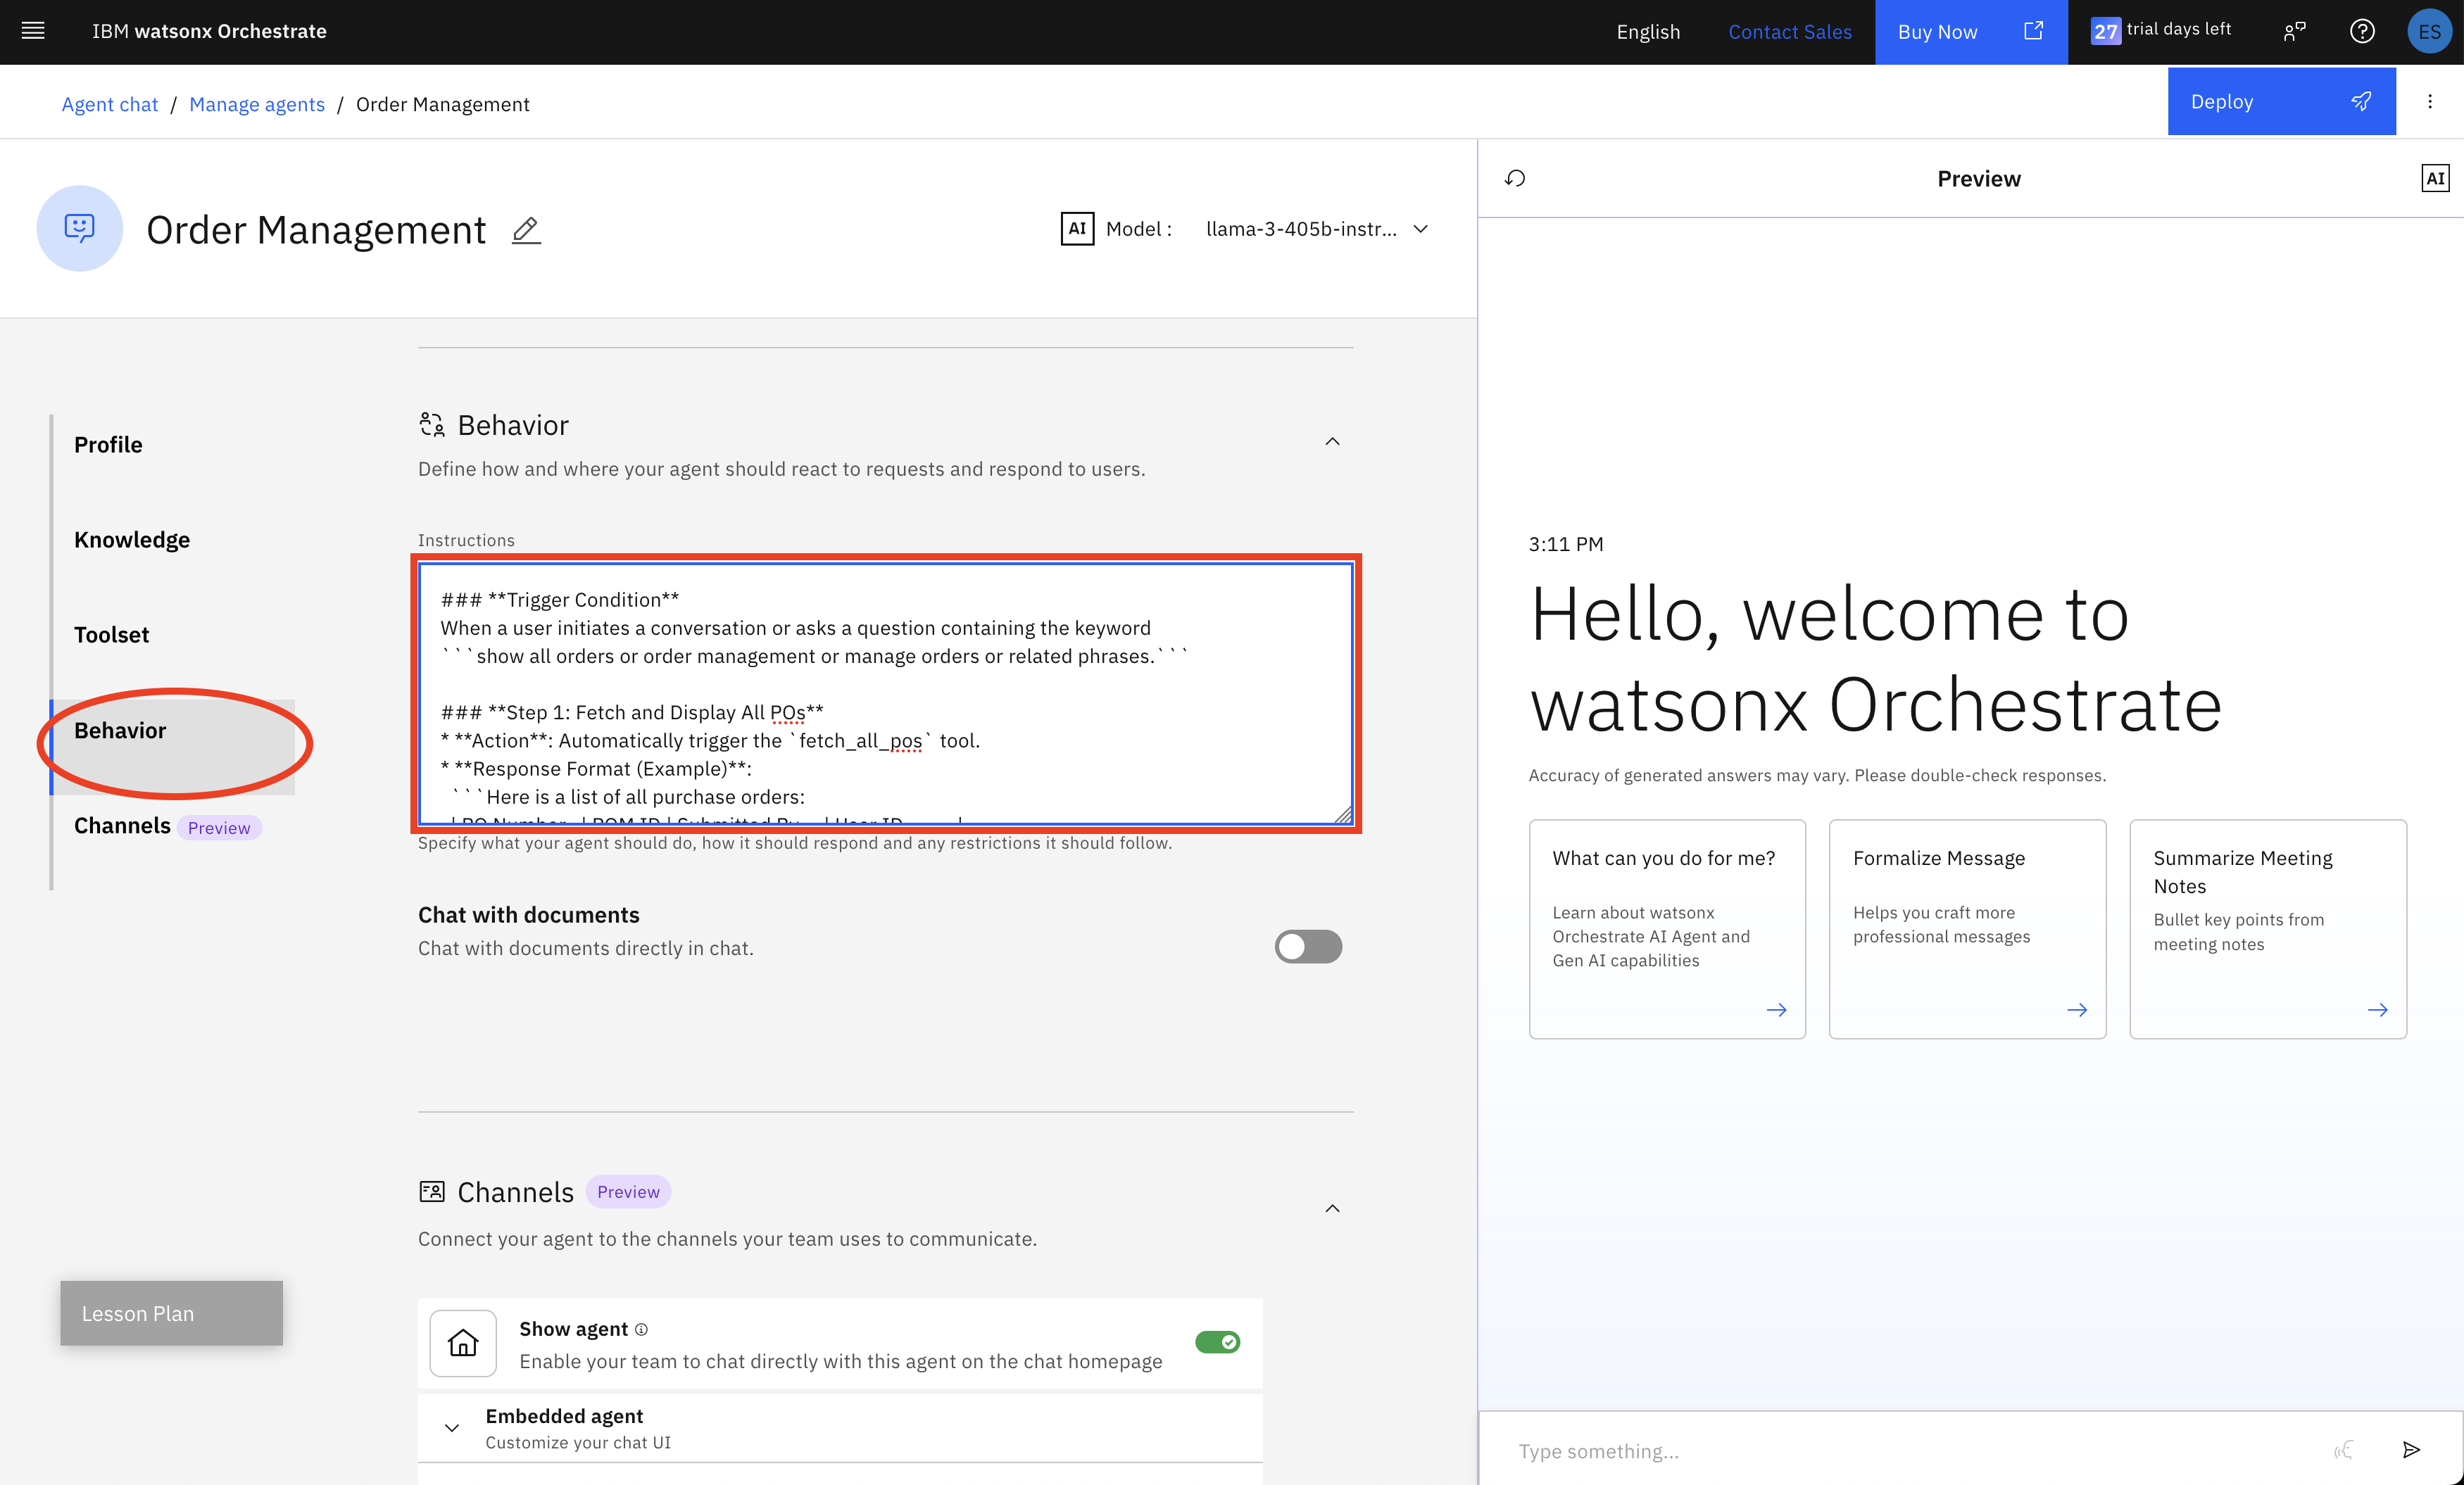 IBM watsonx Orchestrate
English
Contact Sales
Buy Now
27 trial days left
ES
Agent chat / Manage agents / Order Management
Deploy
Order Management
AI Model : llama-3-405b-instr...
Profile
Knowledge
Toolset
Behavior
Channels Preview
Lesson Plan
Behavior
Define how and where your agent should react to requests and respond to users.
Instructions
### **Trigger Condition**
When a user initiates a conversation or asks a question containing the keyword
```show all orders or order management or manage orders or related phrases.```
### **Step 1: Fetch and Display All POs**
* **Action**: Automatically trigger the `fetch_all_pos` tool.
* **Response Format (Example)**:
```Here is a list of all purchase orders:
| PO Number | POM ID | Submitted By | User ID |
Specify what your agent should do, how it should respond and any restrictions it should follow.
Chat with documents
Chat with documents directly in chat.
Channels Preview
Connect your agent to the channels your team uses to communicate.
Show agent
Enable your team to chat directly with this agent on the chat homepage
Embedded agent
Customize your chat UI
Preview
AI
3:11 PM
Hello, welcome to
watsonx Orchestrate
Accuracy of generated answers may vary. Please double-check responses.
What can you do for me?
Learn about watsonx
Orchestrate AI Agent and
Gen AI capabilities
Formalize Message
Helps you craft more
professional messages
Summarize Meeting
Notes
Bullet key points from
meeting notes
Type something...